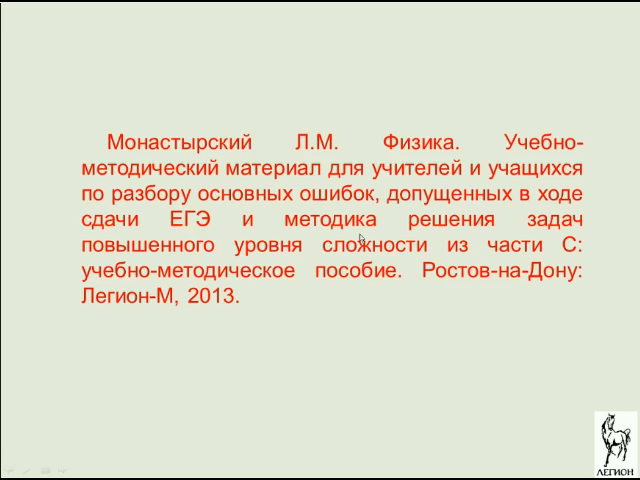 Монастырский Л.М. Физика. Учебно-
методический материал для учителей и учащихся
по разбору основных ошибок, допущенных в ходе
сдачи ЕГЭ и методика решения задач
повышенного уровня сложности из части С:
учебно-методическое пособие. Ростов-на-Дону:
Легион-М, 2013.
ЛЕГИОН